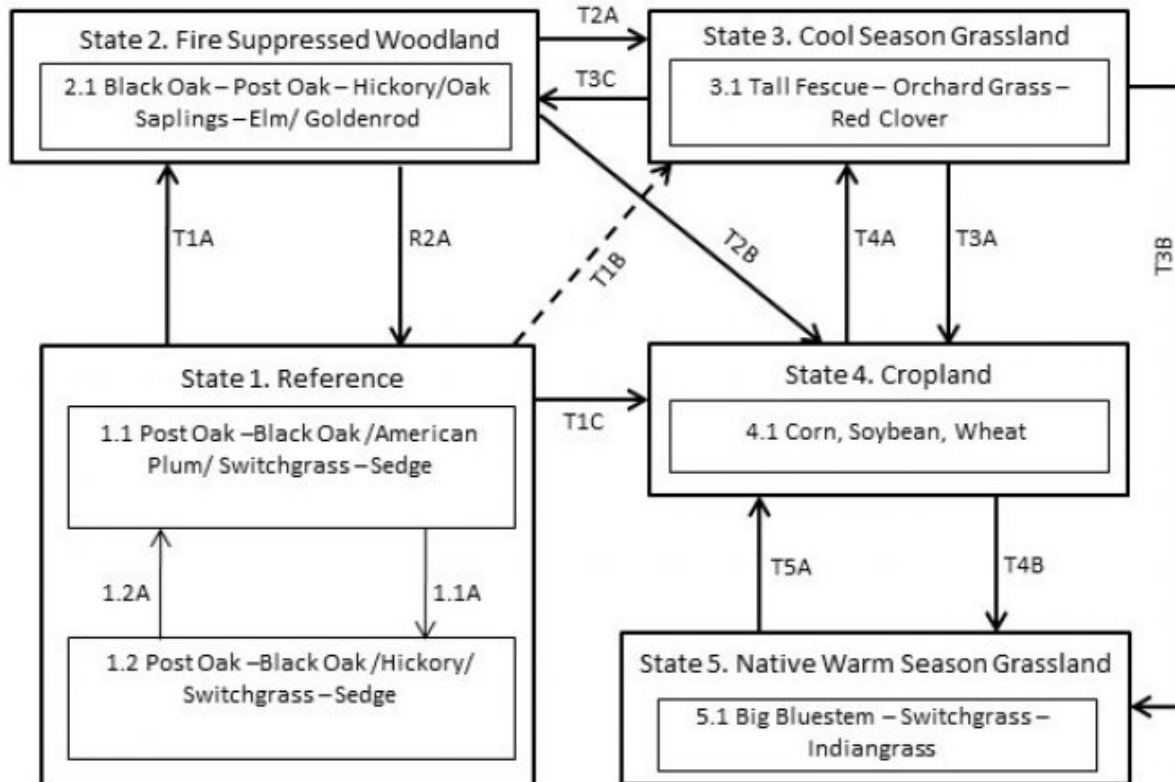 State 2. Fire Suppressed Woodland
2.1 Black Oak – Post Oak – Hickory/Oak
Saplings – Elm/ Goldenrod
T2A
T3C
State 3. Cool Season Grassland
3.1 Tall Fescue – Orchard Grass –
Red Clover
T1A
R2A
T1B
T2B
T4A
T3A
T3B
State 1. Reference
1.1 Post Oak –Black Oak /American
Plum/ Switchgrass – Sedge
1.2A
1.1A
1.2 Post Oak –Black Oak /Hickory/
Switchgrass – Sedge
T1C
State 4. Cropland
4.1 Corn, Soybean, Wheat
T5A
T4B
State 5. Native Warm Season Grassland
5.1 Big Bluestem – Switchgrass –
Indiangrass